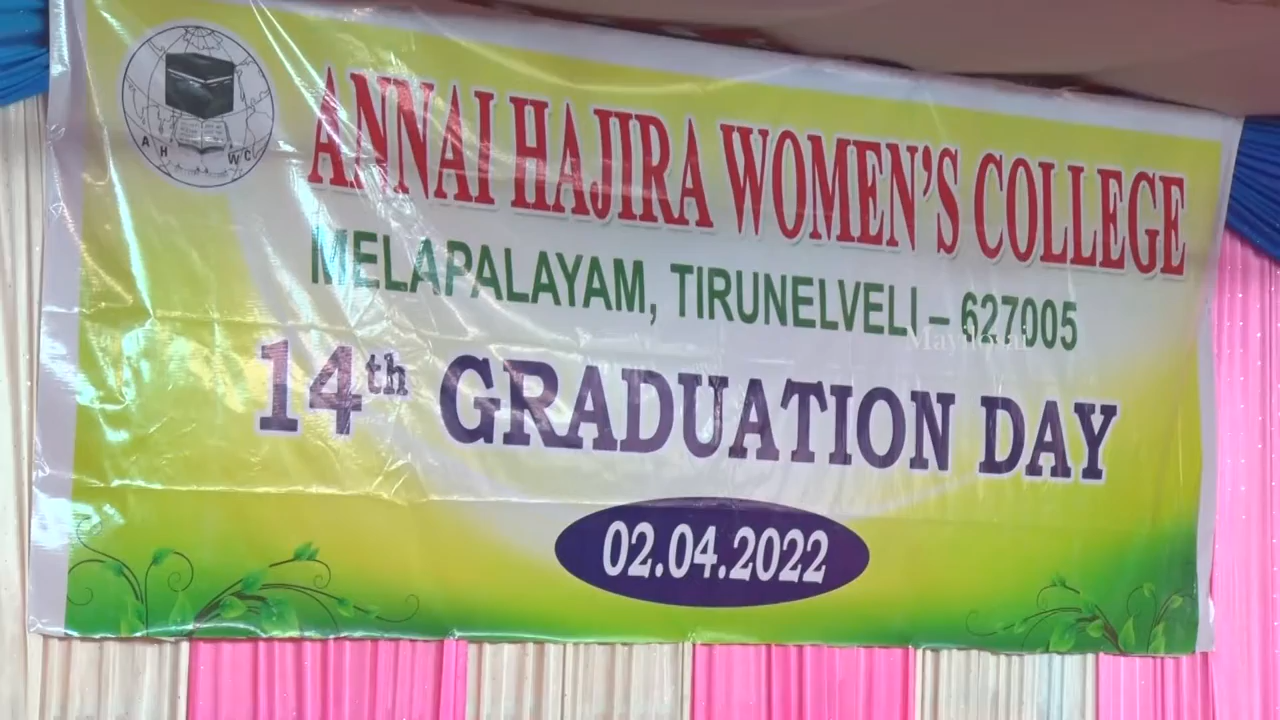 ANNAI HAJIRA WOMEN'S COLLEGE
A H W C
MELAPALAYAM, TIRUNELVELI – 627005
14th GRADUATION DAY
02.04.2022